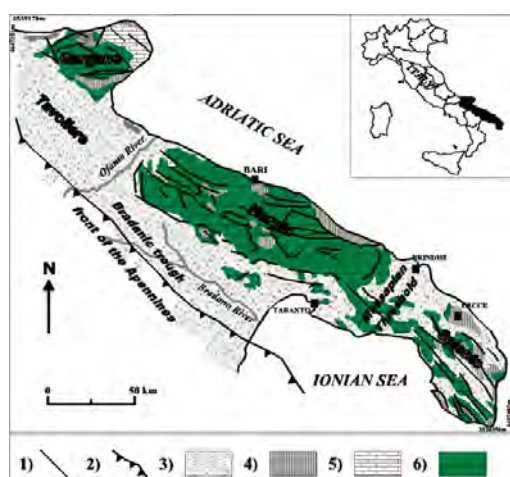 ITALY
Gargano
Tavoliere
ADRIATIC SEA
Ofanto River
BARI
Murge
Bradanic trough
front of the Apennines
Bradano River
BRINDISI
TARANTO
LECCE
N
IONIAN SEA
0 50 km
1) 2) 3) 4) 5) 6)